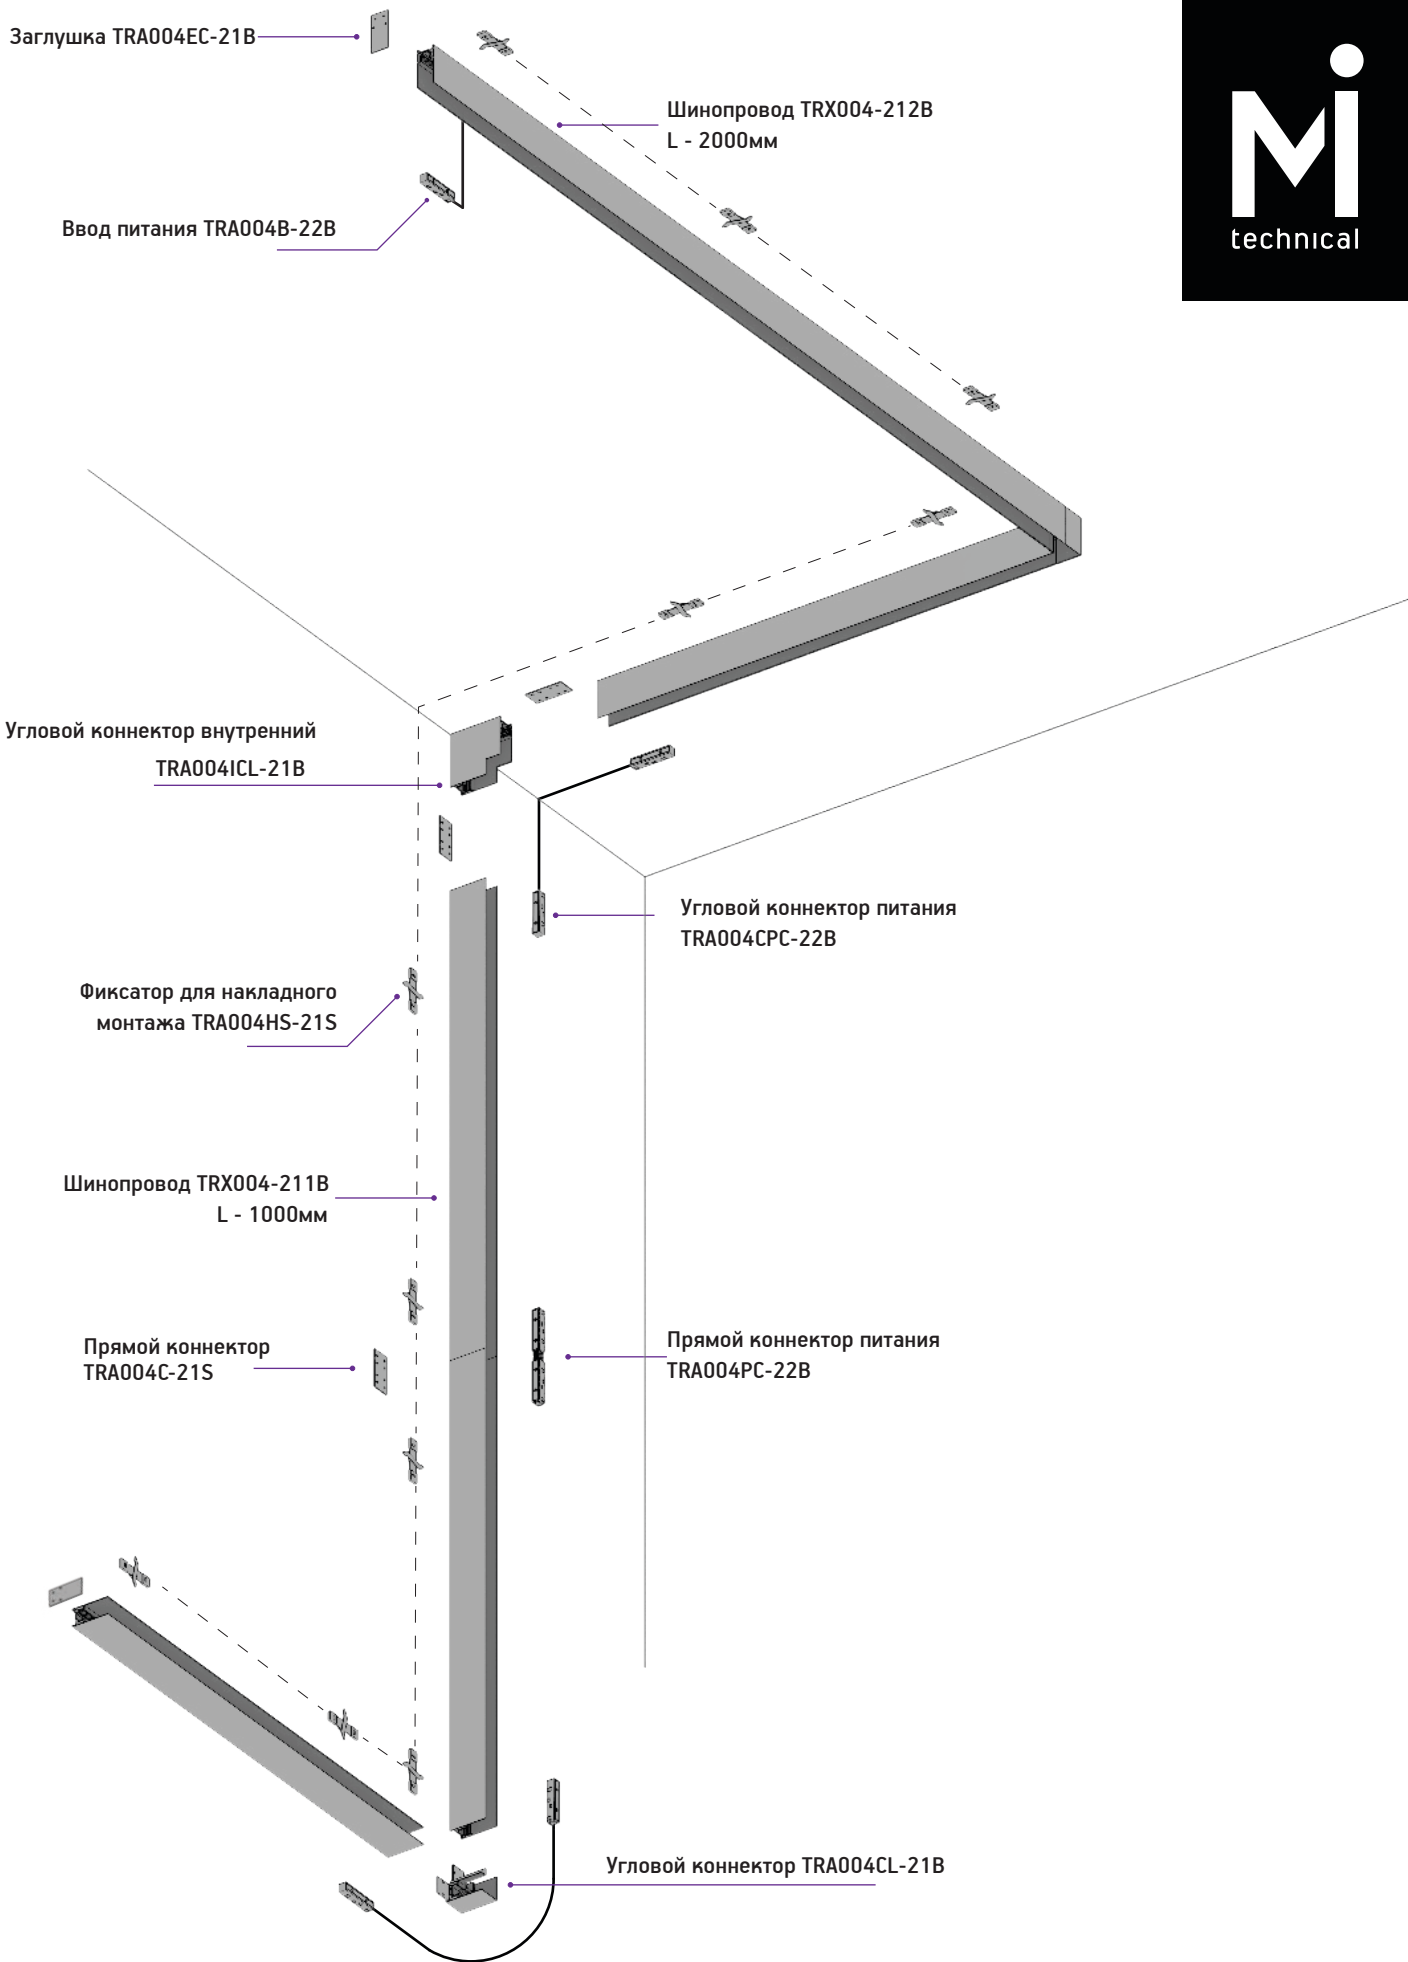 Заглушка TRA004EC-21B
Шинопровод TRX004-212B
L - 2000мм
Mi
technical
Ввод питания TRA004B-22B
Угловой коннектор внутренний
TRA004ICL-21B
Угловой коннектор питания
TRA004CPC-22B
Фиксатор для накладного
монтажа TRA004HS-21S
Шинопровод TRX004-211B
L - 1000мм
Прямой коннектор
TRA004C-21S
Прямой коннектор питания
TRA004PC-22B
Угловой коннектор TRA004CL-21B